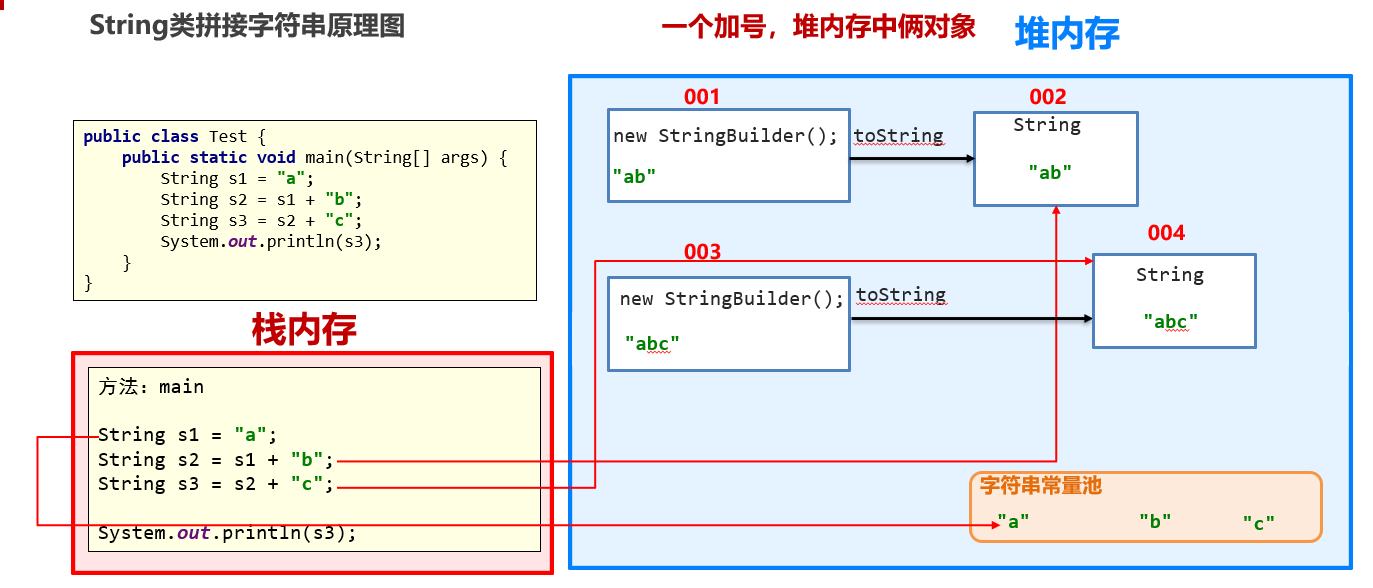 String类拼接字符串原理图
一个加号，堆内存中俩对象
堆内存
public class Test {
public static void main(String[] args) {
String s1 = "a";
String s2 = s1 + "b";
String s3 = s2 + "c";
System.out.println(s3);
}
}
001
new StringBuilder();
"ab"
toString
002
String
"ab"
003
new StringBuilder();
"abc"
toString
004
String
"abc"
栈内存
方法：main
String s1 = "a";
String s2 = s1 + "b";
String s3 = s2 + "c";
System.out.println(s3);
字符串常量池
"a" "b" "c"